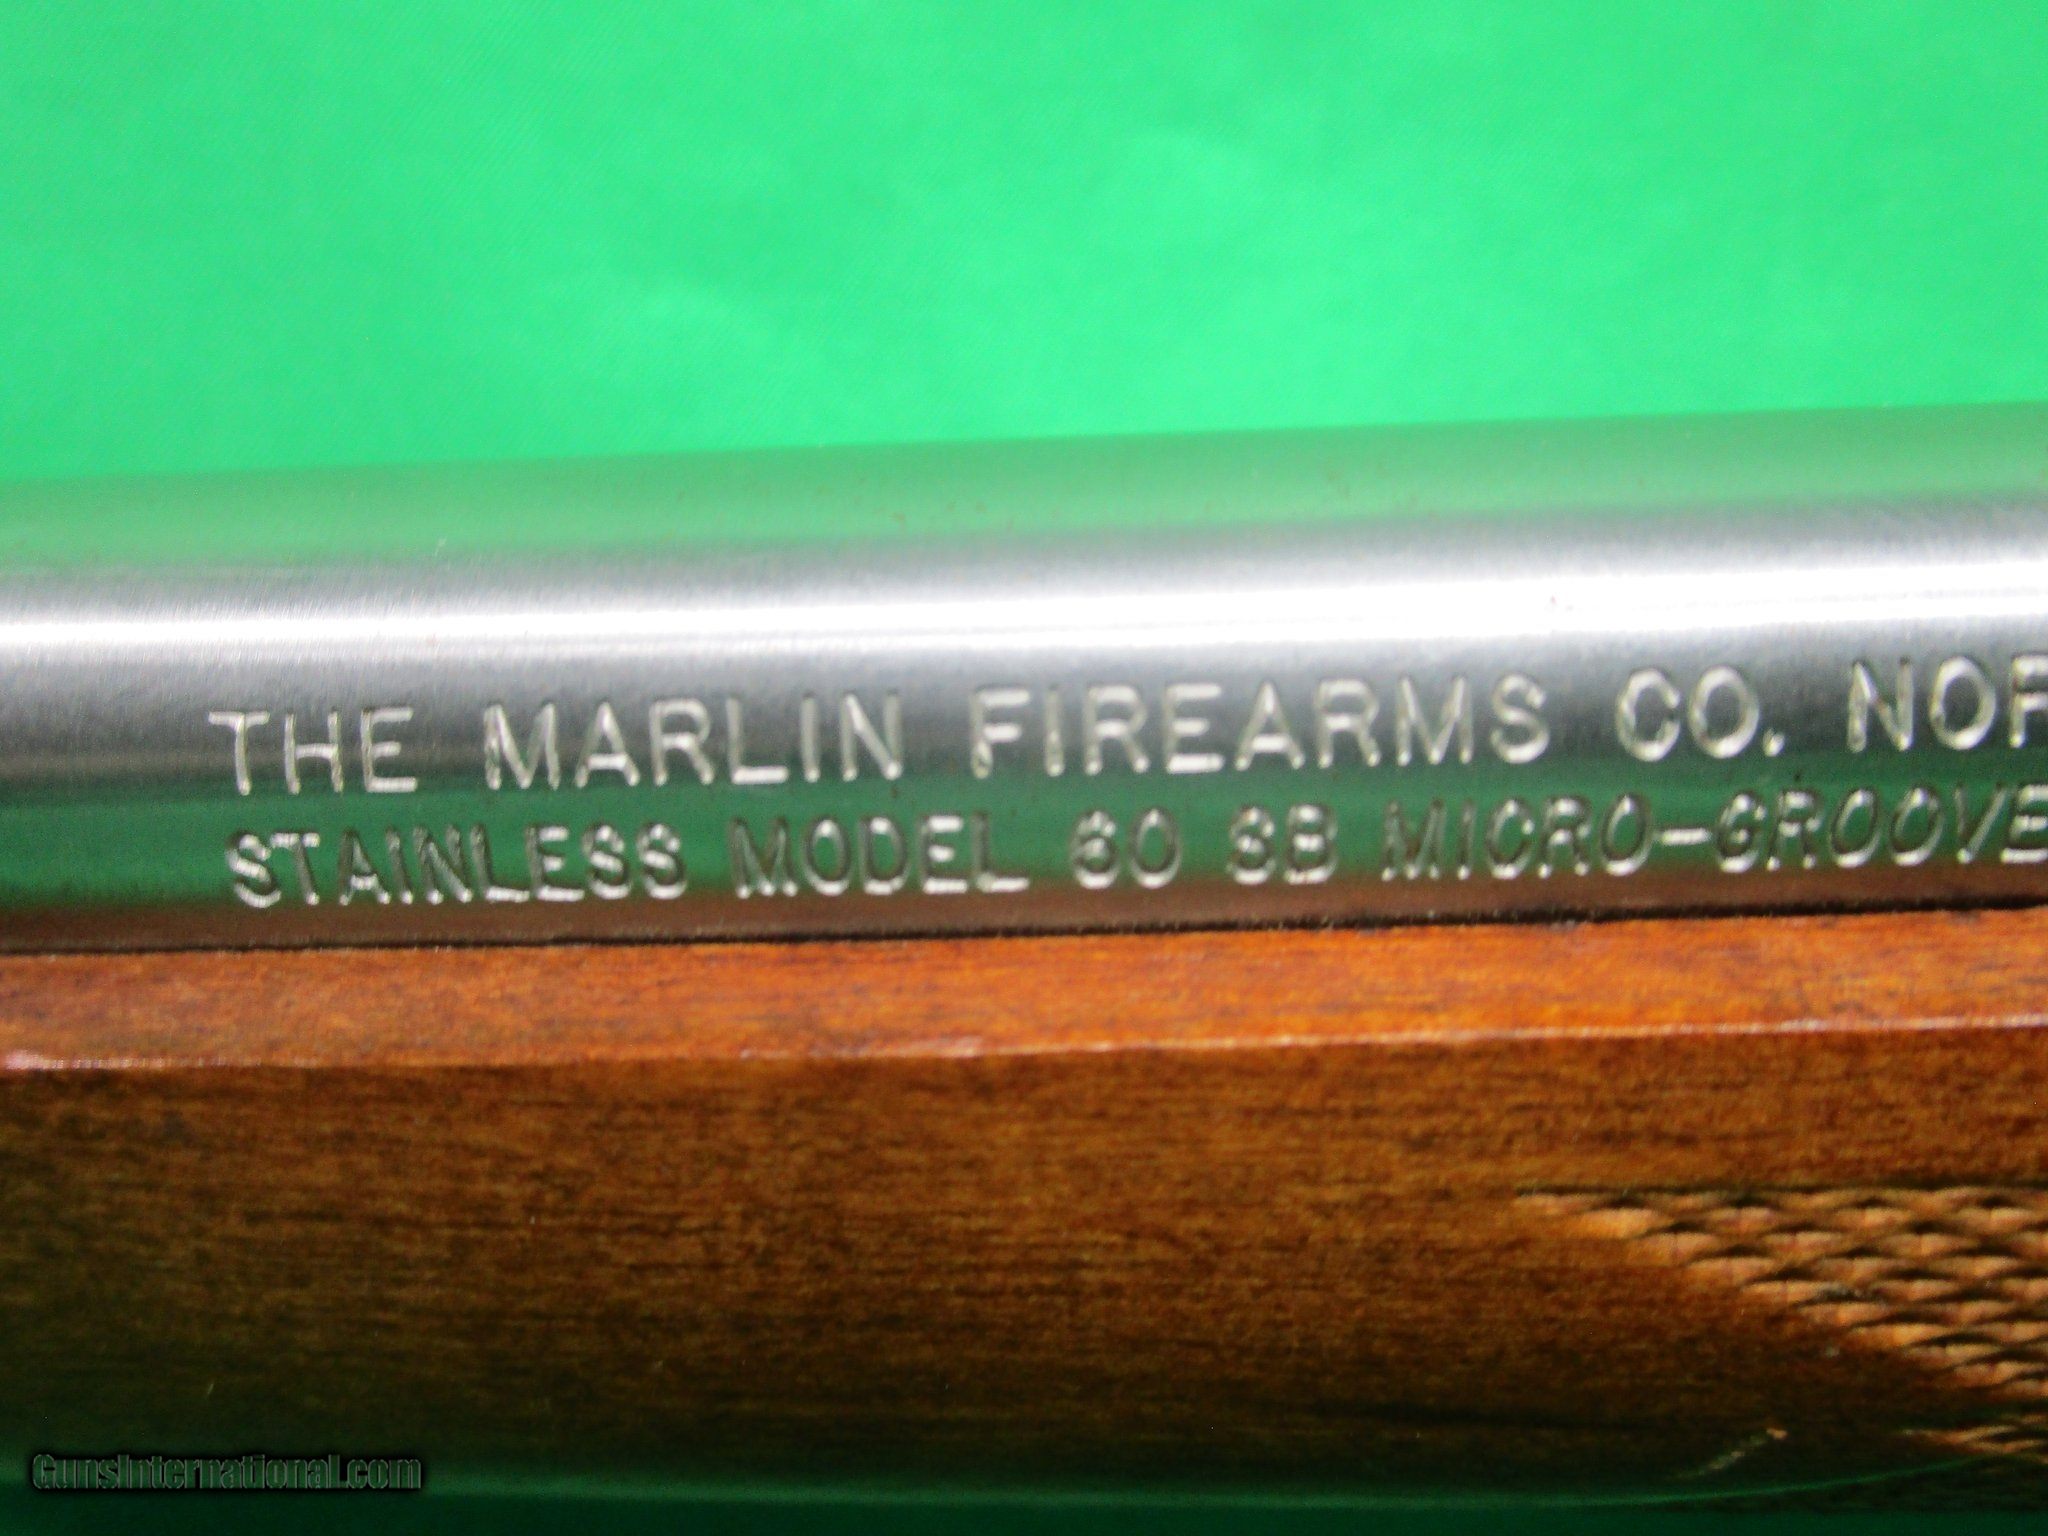 THE MARLIN FIREARMS CO. NOR
STAINLESS MODEL 60 SB MICRO-GROOVE
GunsInternational.com